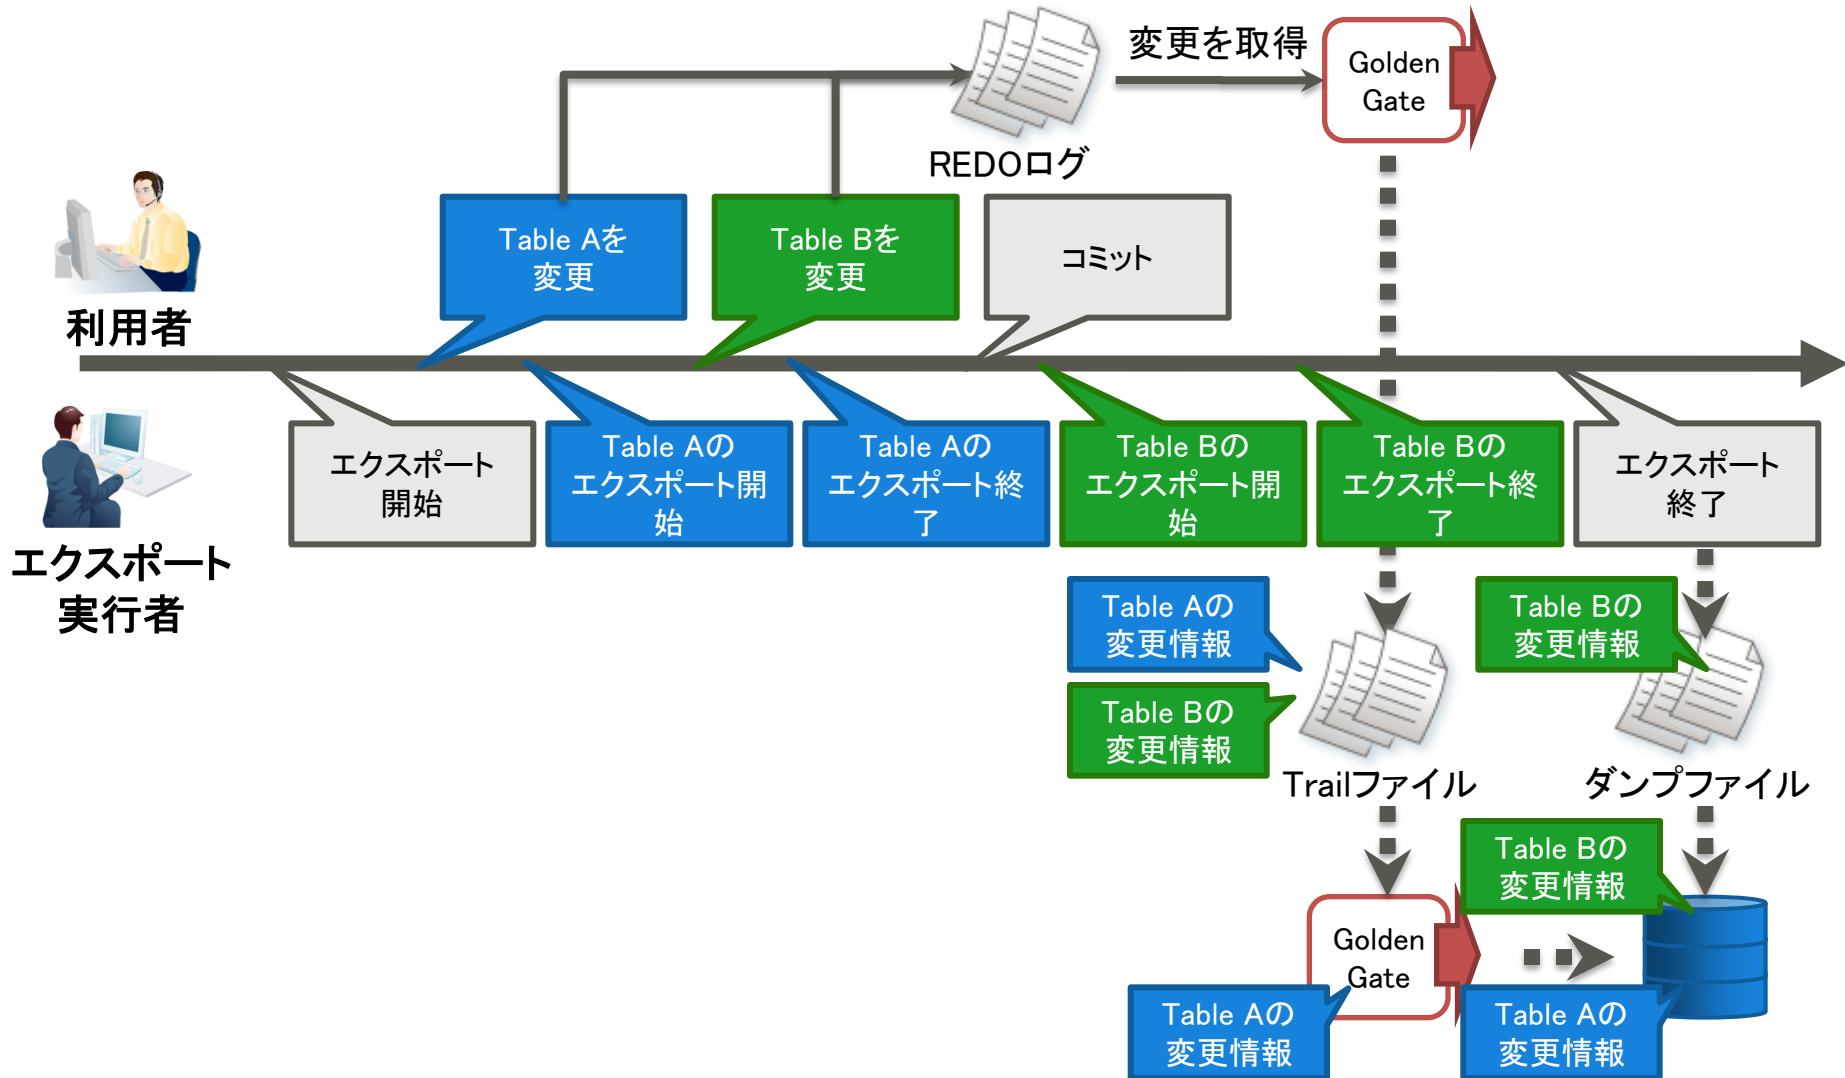 変更を取得
Golden
Gate
REDOログ
Table Aを
変更
Table Bを
変更
コミット
利用者
エクスポート
開始
Table Aの
エクスポート開
始
Table Aの
エクスポート終
了
Table Bの
エクスポート開
始
Table Bの
エクスポート終
了
エクスポート
終了
エクスポート
実行者
Table Aの
変更情報
Table Bの
変更情報
Table Bの
変更情報
Trailファイル
ダンプファイル
Table Bの
変更情報
Golden
Gate
Table Aの
変更情報
Table Aの
変更情報